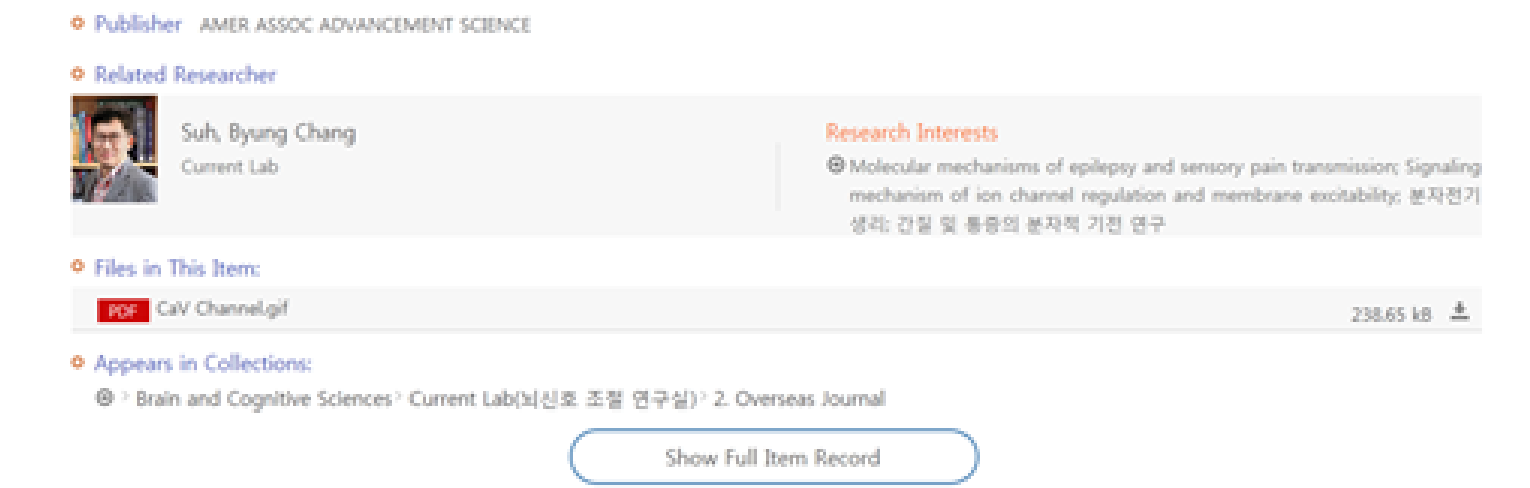 Publisher AMER ASSOC ADVANCEMENT SCIENCE
Related Researcher
Suh, Byung Chang
Current Lab
Research Interests
Molecular mechanisms of epilepsy and sensory pain transmission; Signaling
mechanism of ion channel regulation and membrane excitability; 분자전기
생리; 간질 및 통증의 분자적 기전 연구
Files in This Item:
PDF CaV Channel.gif 238.65 kB
Appears in Collections:
> Brain and Cognitive Sciences > Current Lab(뇌신호 조절 연구실) > 2. Overseas Journal
Show Full Item Record